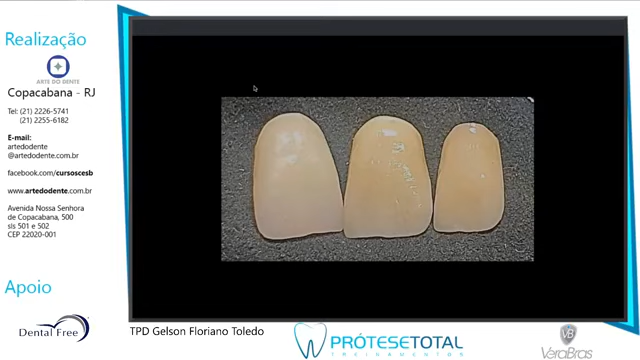 Realização
ARTE DO DENTE
Copacabana - RJ
Tel: (21) 2226-5741
(21) 2255-6182
E-mail:
artedodente
@artedodente.com.br
facebook.com/cursoscesb
www.artedodente.com.br
Avenida Nossa Senhora
de Copacabana, 500
sls 501 e 502
CEP 22020-001
Apoio
Dental Free
TPD Gelson Floriano Toledo
PRÓTESETOTAL
TREINAMENTOS
VB
VeraBras